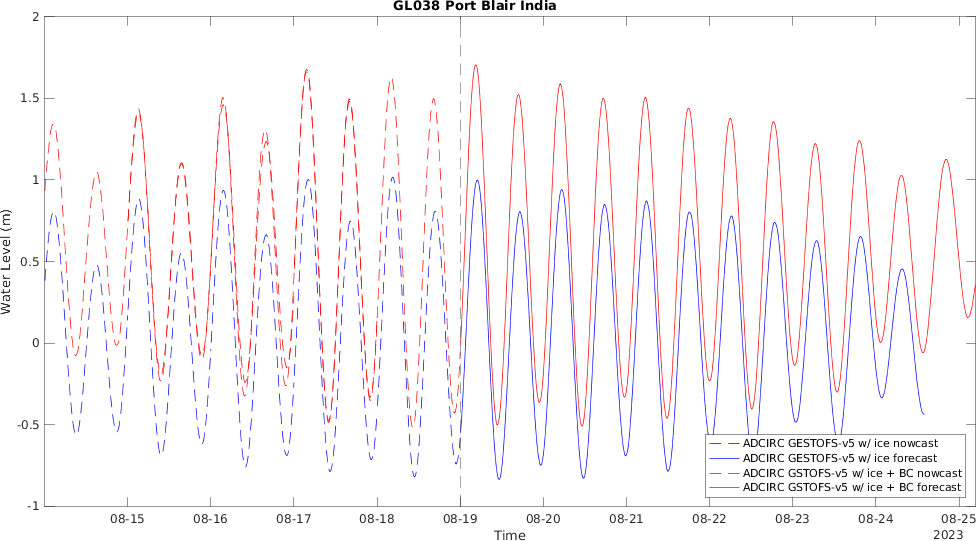 GL038 Port Blair India
2
1.5
1
0.5
0
-0.5
-1
Water Level (m)
ADCIRC GESTOFS-v5 w/ ice nowcast
ADCIRC GESTOFS-v5 w/ ice forecast
ADCIRC GSTOFS-v5 w/ ice + BC nowcast
ADCIRC GSTOFS-v5 w/ ice + BC forecast
08-15 08-16 08-17 08-18 08-19 08-20 08-21 08-22 08-23 08-24 08-25
Time
2023